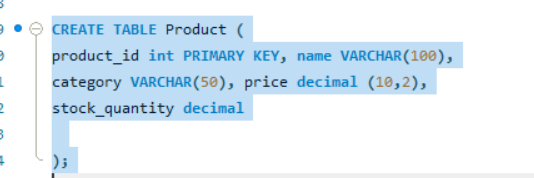 CREATE TABLE Product (
product_id int PRIMARY KEY, name VARCHAR(100),
category VARCHAR(50), price decimal (10,2),
stock_quantity decimal
);